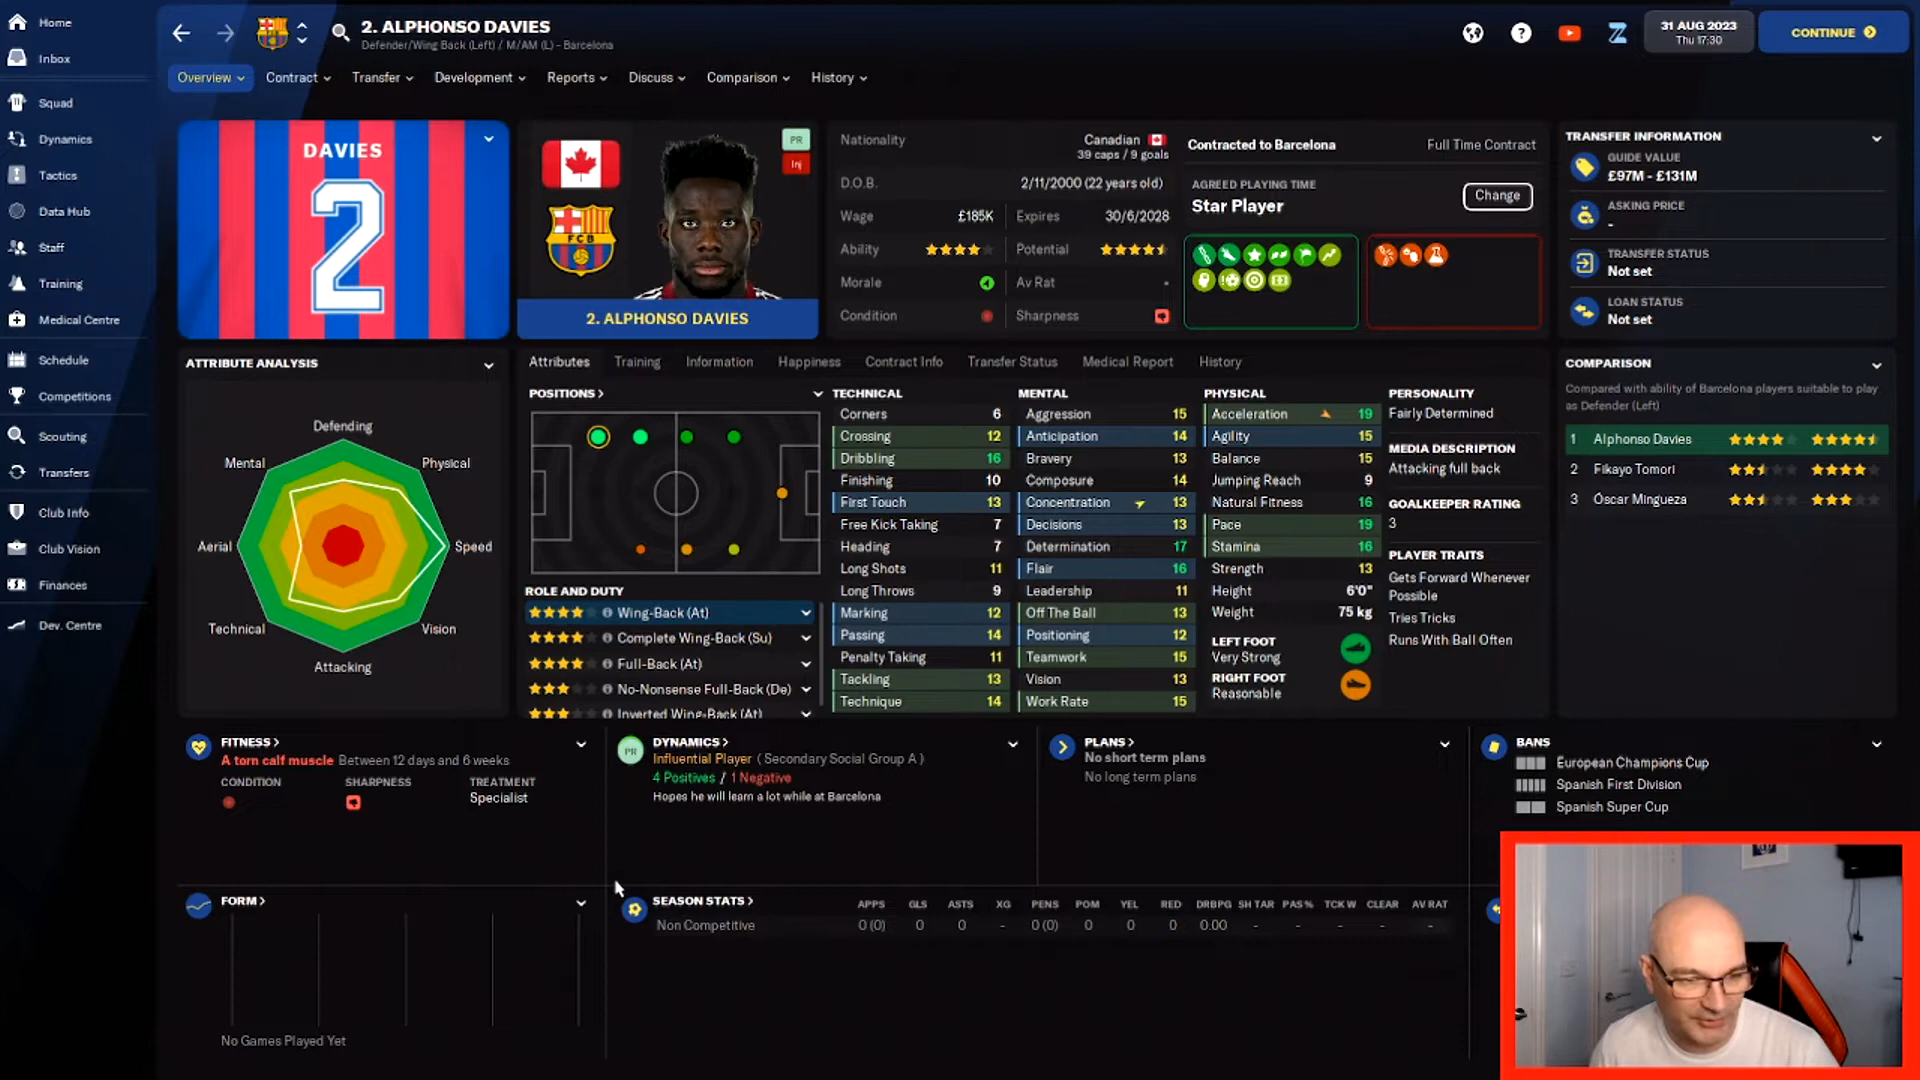 Home
Inbox
Squad
Dynamics
Tactics
Data Hub
Staff
Training
Medical Centre
Schedule
Competitions
Scouting
Transfers
Club Info
Club Vision
Finances
Dev. Centre
2. ALPHONSO DAVIES
Defender/Wing Back (Left) / M/AM (L) - Barcelona
31 AUG 2023
Thu 17:30
CONTINUE
Overview
Contract
Transfer
Development
Reports
Discuss
Comparison
History
DAVIES
2
PR
Inj
FCB
2. ALPHONSO DAVIES
Nationality Canadian
39 caps / 9 goals
D.O.B. 2/11/2000 (22 years old)
Wage £185K Expires 30/6/2028
Ability Potential
Morale Av Rat -
Condition Sharpness
Contracted to Barcelona Full Time Contract
AGREED PLAYING TIME
Star Player
Change
TRANSFER INFORMATION
GUIDE VALUE
£97M - £131M
ASKING PRICE
-
TRANSFER STATUS
Not set
LOAN STATUS
Not set
ATTRIBUTE ANALYSIS
Defending
Mental Physical
Aerial Speed
Technical Vision
Attacking
Attributes Training Information Happiness Contract Info Transfer Status Medical Report History
POSITIONS >
ROLE AND DUTY
Wing-Back (At)
Complete Wing-Back (Su)
Full-Back (At)
No-Nonsense Full-Back (De)
Inverted Wing-Back (At)
TECHNICAL
Corners 6
Crossing 12
Dribbling 16
Finishing 10
First Touch 13
Free Kick Taking 7
Heading 7
Long Shots 11
Long Throws 9
Marking 12
Passing 14
Penalty Taking 11
Tackling 13
Technique 14
MENTAL
Aggression 15
Anticipation 14
Bravery 13
Composure 14
Concentration 13
Decisions 13
Determination 17
Flair 16
Leadership 11
Off The Ball 13
Positioning 12
Teamwork 15
Vision 13
Work Rate 15
PHYSICAL
Acceleration 19
Agility 15
Balance 15
Jumping Reach 9
Natural Fitness 16
Pace 19
Stamina 16
Strength 13
Height 6'0"
Weight 75 kg
LEFT FOOT
Very Strong
RIGHT FOOT
Reasonable
PERSONALITY
Fairly Determined
MEDIA DESCRIPTION
Attacking full back
GOALKEEPER RATING
3
PLAYER TRAITS
Gets Forward Whenever
Possible
Tries Tricks
Runs With Ball Often
COMPARISON
Compared with ability of Barcelona players suitable to play
as Defender (Left)
1 Alphonso Davies
2 Fikayo Tomori
3 Óscar Mingueza
FITNESS >
A torn calf muscle Between 12 days and 6 weeks
CONDITION SHARPNESS TREATMENT
Specialist
PR
DYNAMICS >
Influential Player ( Secondary Social Group A )
4 Positives / 1 Negative
Hopes he will learn a lot while at Barcelona
PLANS >
No short term plans
No long term plans
BANS
European Champions Cup
Spanish First Division
Spanish Super Cup
FORM >
No Games Played Yet
SEASON STATS > APPS GLS ASTS XG PENS POM YEL RED DRBPG SH TAR PAS% TCK W CLEAR AV RAT
Non Competitive 0 (0) 0 0 - 0 (0) 0 0 0 0.00 - - - - -